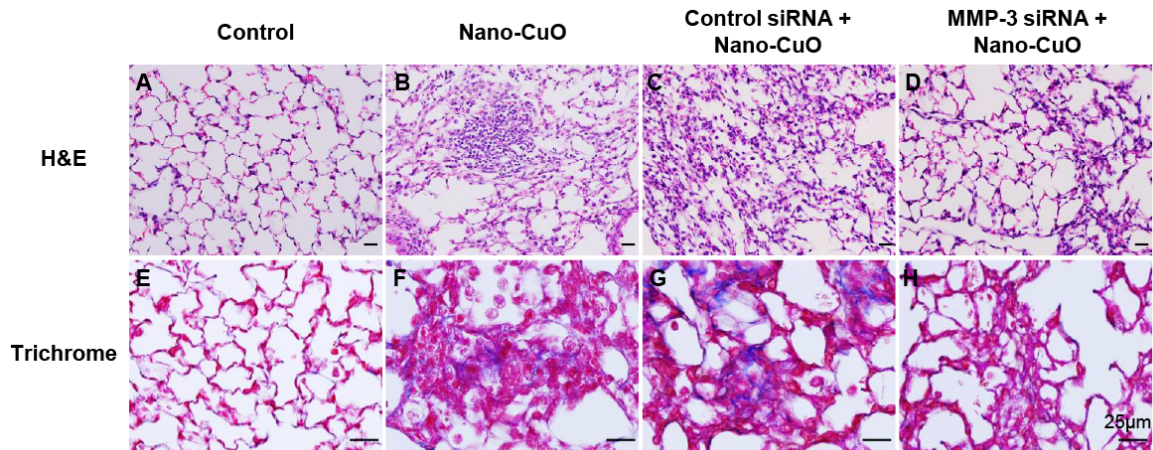 Control
Nano-CuO
Control siRNA +
Nano-CuO
MMP-3 siRNA +
Nano-CuO
H&E
A
B
C
D
Trichrome
E
F
G
H
25μm